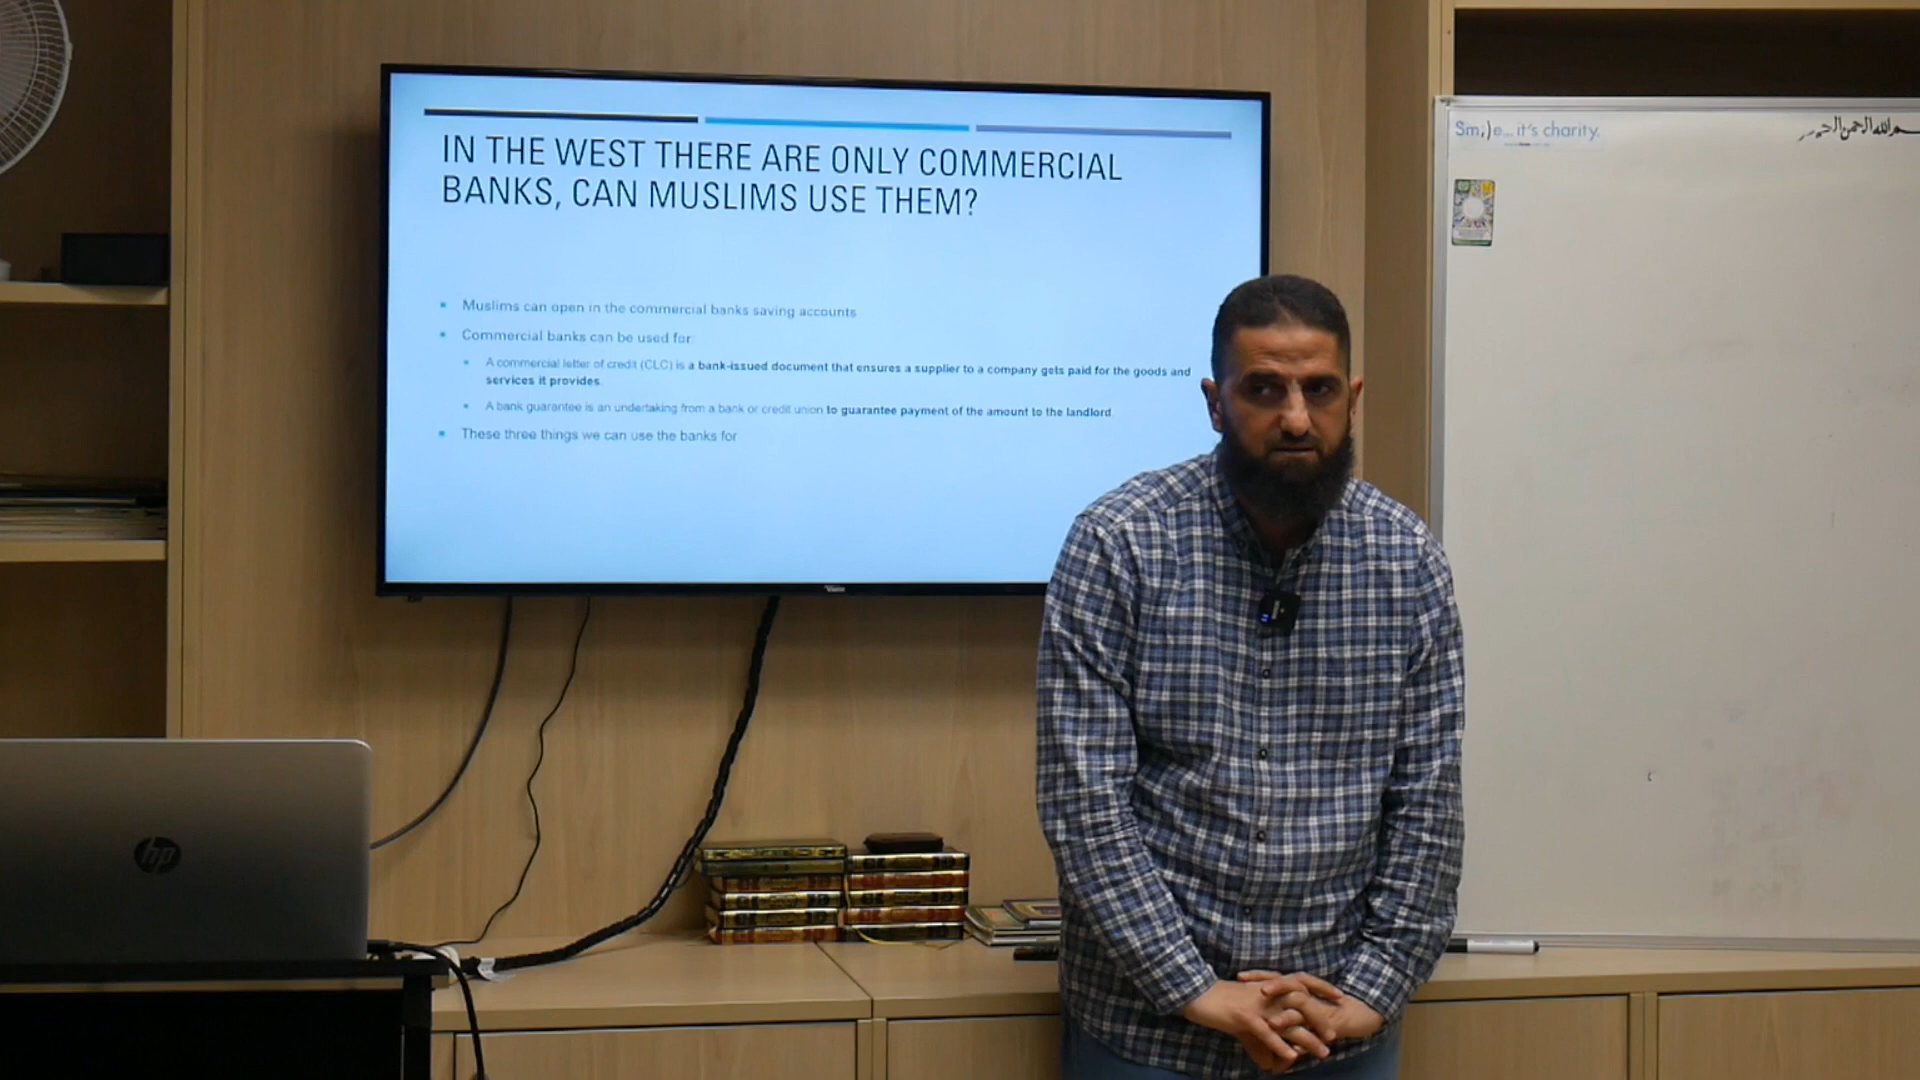 IN THE WEST THERE ARE ONLY COMMERCIAL
BANKS, CAN MUSLIMS USE THEM?
Muslims can open in the commercial banks saving accounts
Commercial banks can be used for
A commercial letter of credit (CLC) is a bank-issued document that ensures a supplier to a company gets paid for the goods and
services it provides.
A bank guarantee is an undertaking from a bank or credit union to guarantee payment of the amount to the landlord
These three things we can use the banks for
Sm;)e... it's charity.
بسم الله الرحمن الرحيم
hp